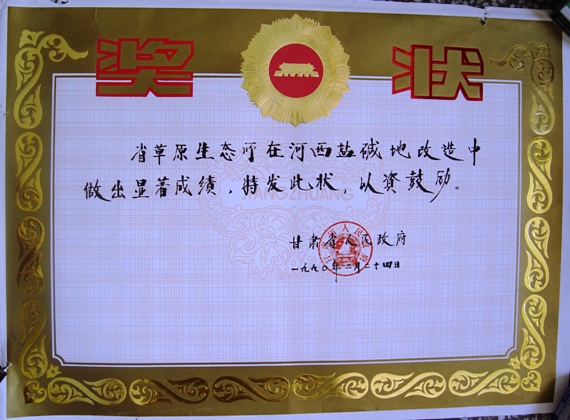 奖 状
省草原生态所在河西盐碱地改造中
做出显著成绩，特发此状，以资鼓励。
JIANGZHUANG
甘肃省人民政府
一九九〇年二月二十四日